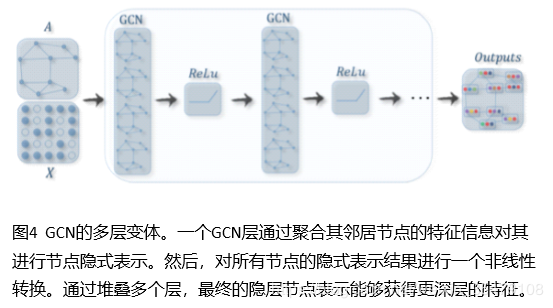 A
X
GCN
ReLu
GCN
ReLu
...
Outputs
图4 GCN的多层变体。一个GCN层通过聚合其邻居节点的特征信息对其
进行节点隐式表示。然后，对所有节点的隐式表示结果进行一个非线性
转换。通过堆叠多个层，最终的隐层节点表示能够获得更深层的特征。